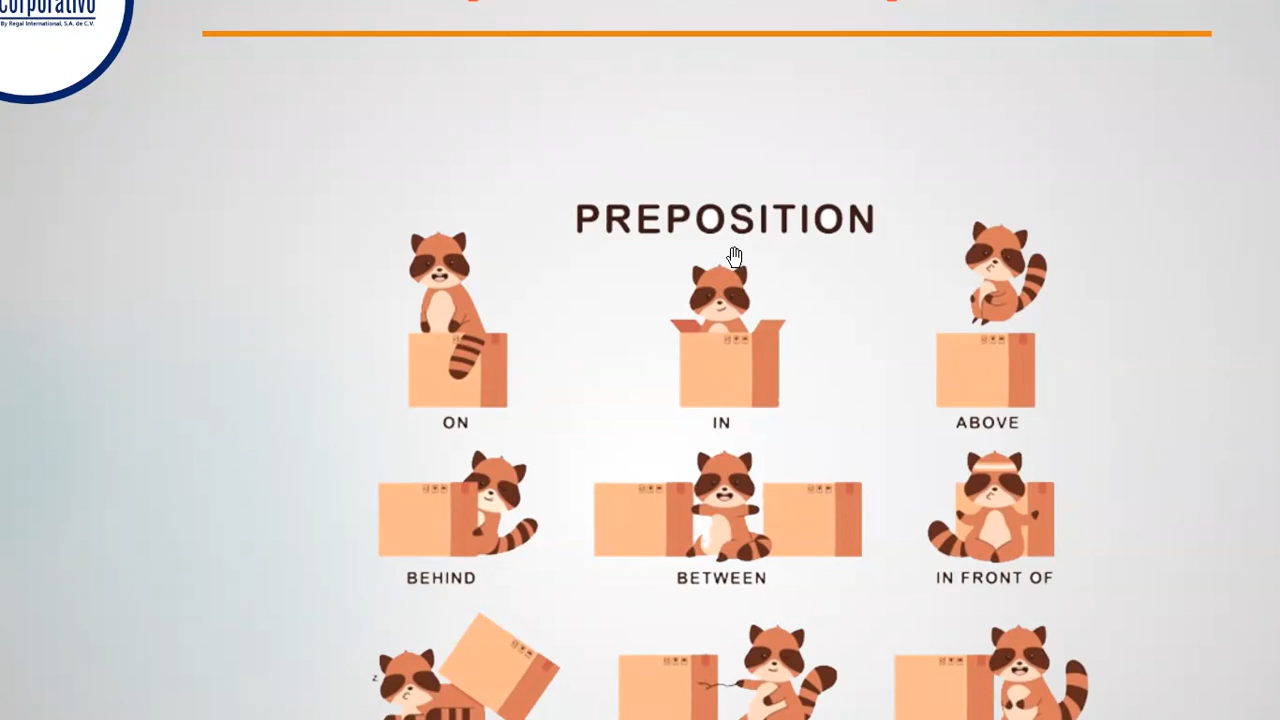 Corporativo
By Regal International, S.A. de C.V.
PREPOSITION
ON
IN
ABOVE
BEHIND
BETWEEN
IN FRONT OF
z